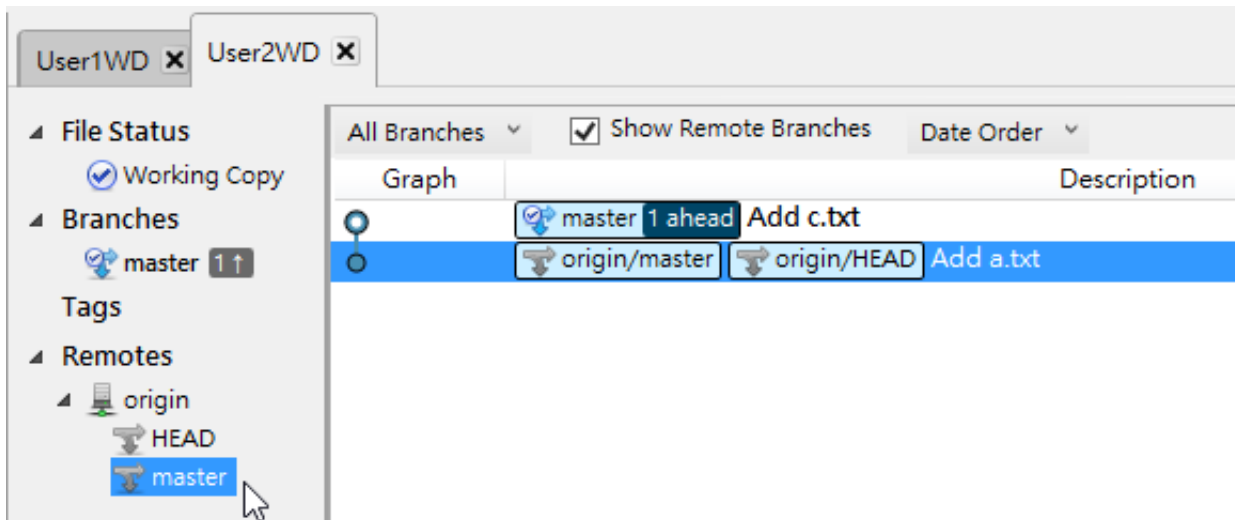 User1WD
User2WD
File Status
Working Copy
Branches
master 1↑
Tags
Remotes
origin
HEAD
master
All Branches Show Remote Branches Date Order
Graph Description
master 1 ahead Add c.txt
origin/master origin/HEAD Add a.txt